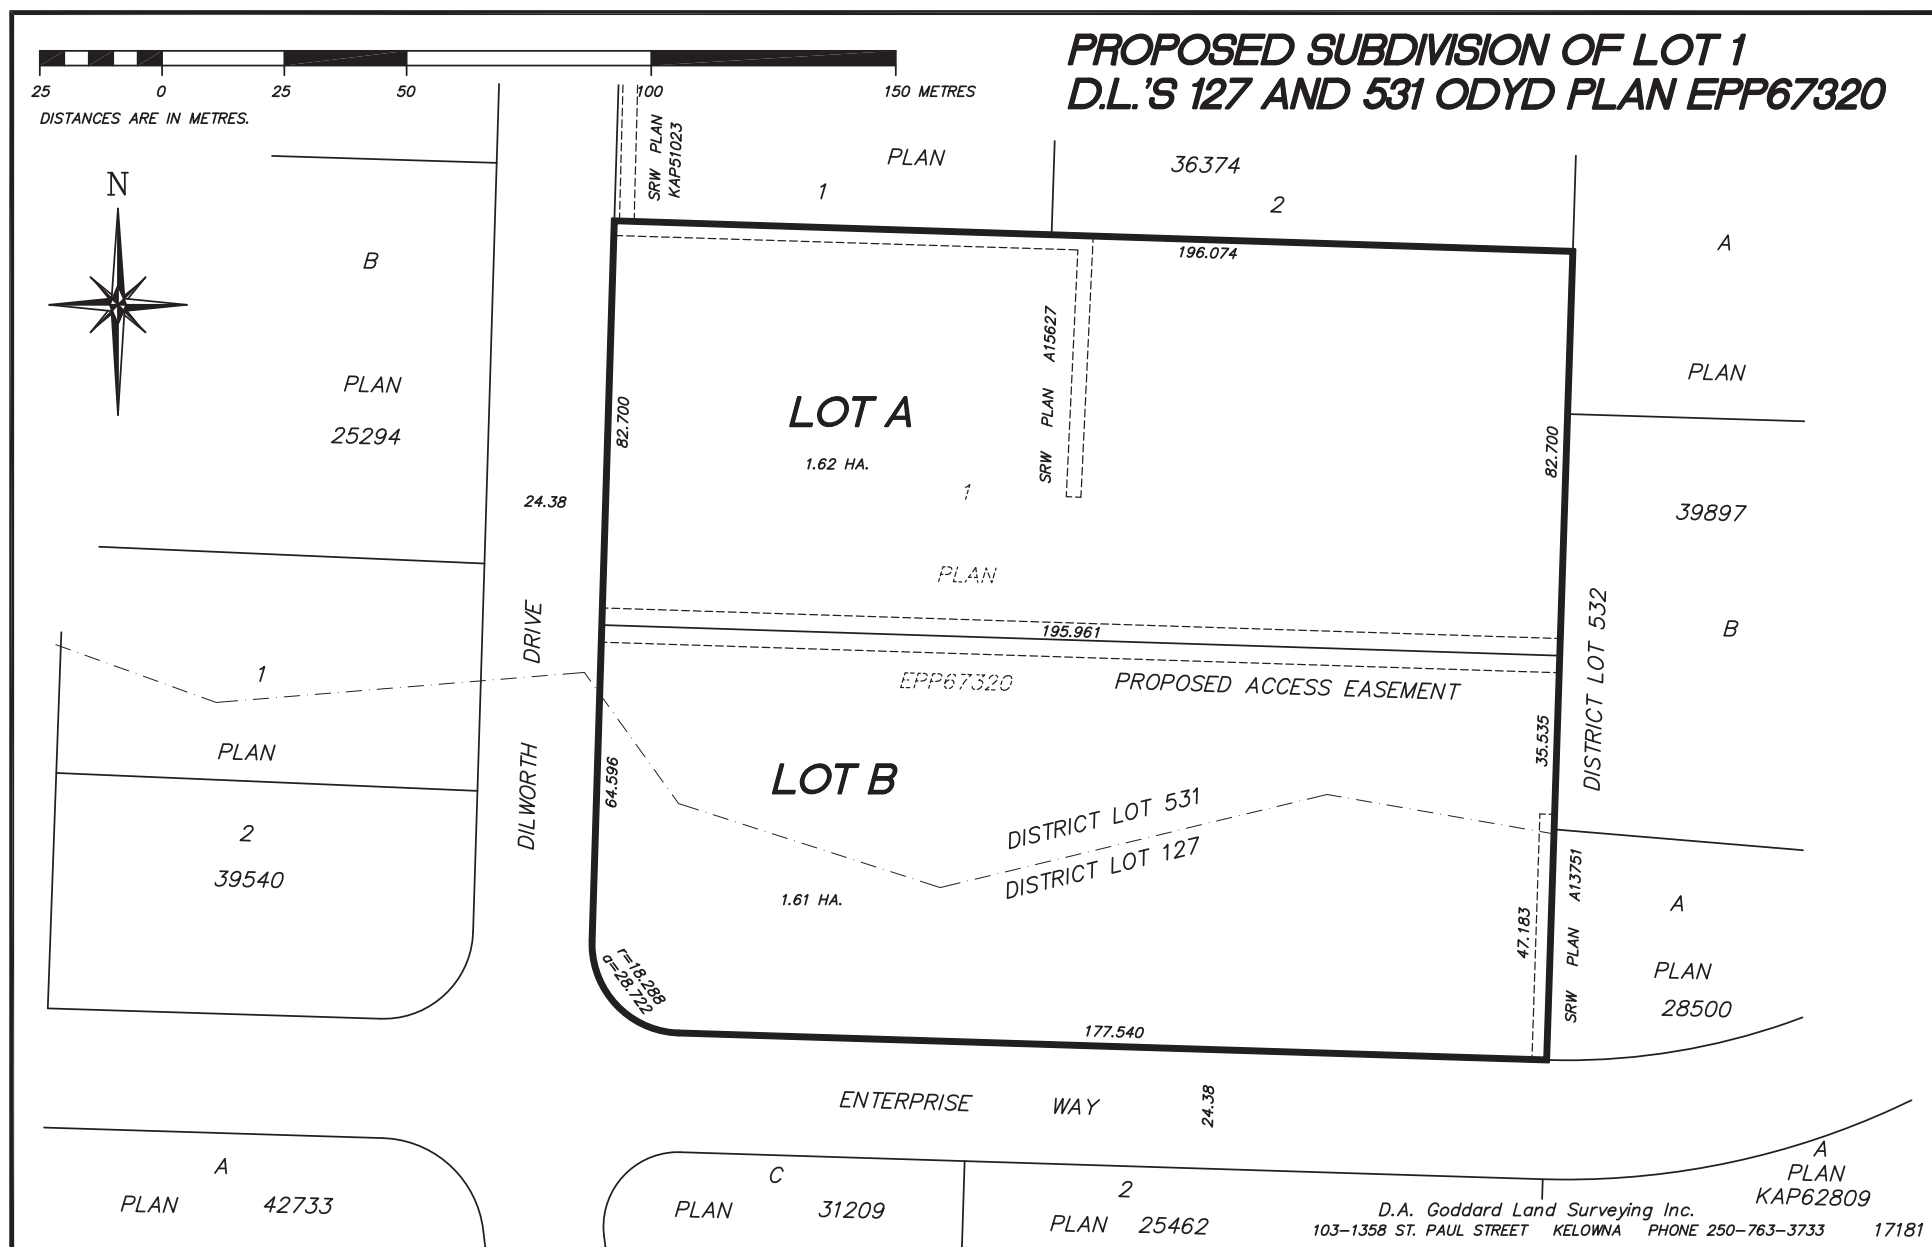 PROPOSED SUBDIVISION OF LOT 1
D.L.'S 127 AND 531 ODYD PLAN EPP67320
25 0 25 50 100 150 METRES
DISTANCES ARE IN METRES.
N
SRW PLAN
KAP51023
PLAN
1
36374
2
A
PLAN
39897
B
B
PLAN
25294
196.074
82.700
LOT A
1.62 HA.
SRW PLAN A15627
82.700
1
24.38
PLAN
195.961
EPP67320
PROPOSED ACCESS EASEMENT
DILWORTH DRIVE
DISTRICT LOT 532
1
PLAN
2
39540
64.596
LOT B
35.535
DISTRICT LOT 531
DISTRICT LOT 127
1.61 HA.
47.183
SRW PLAN A13751
A
PLAN
28500
r=18.288
a=28.722
177.540
ENTERPRISE WAY
24.38
A
PLAN 42733
C
PLAN 31209
2
PLAN 25462
A
PLAN
KAP62809
D.A. Goddard Land Surveying Inc.
103-1358 ST. PAUL STREET KELOWNA PHONE 250-763-3733 17181